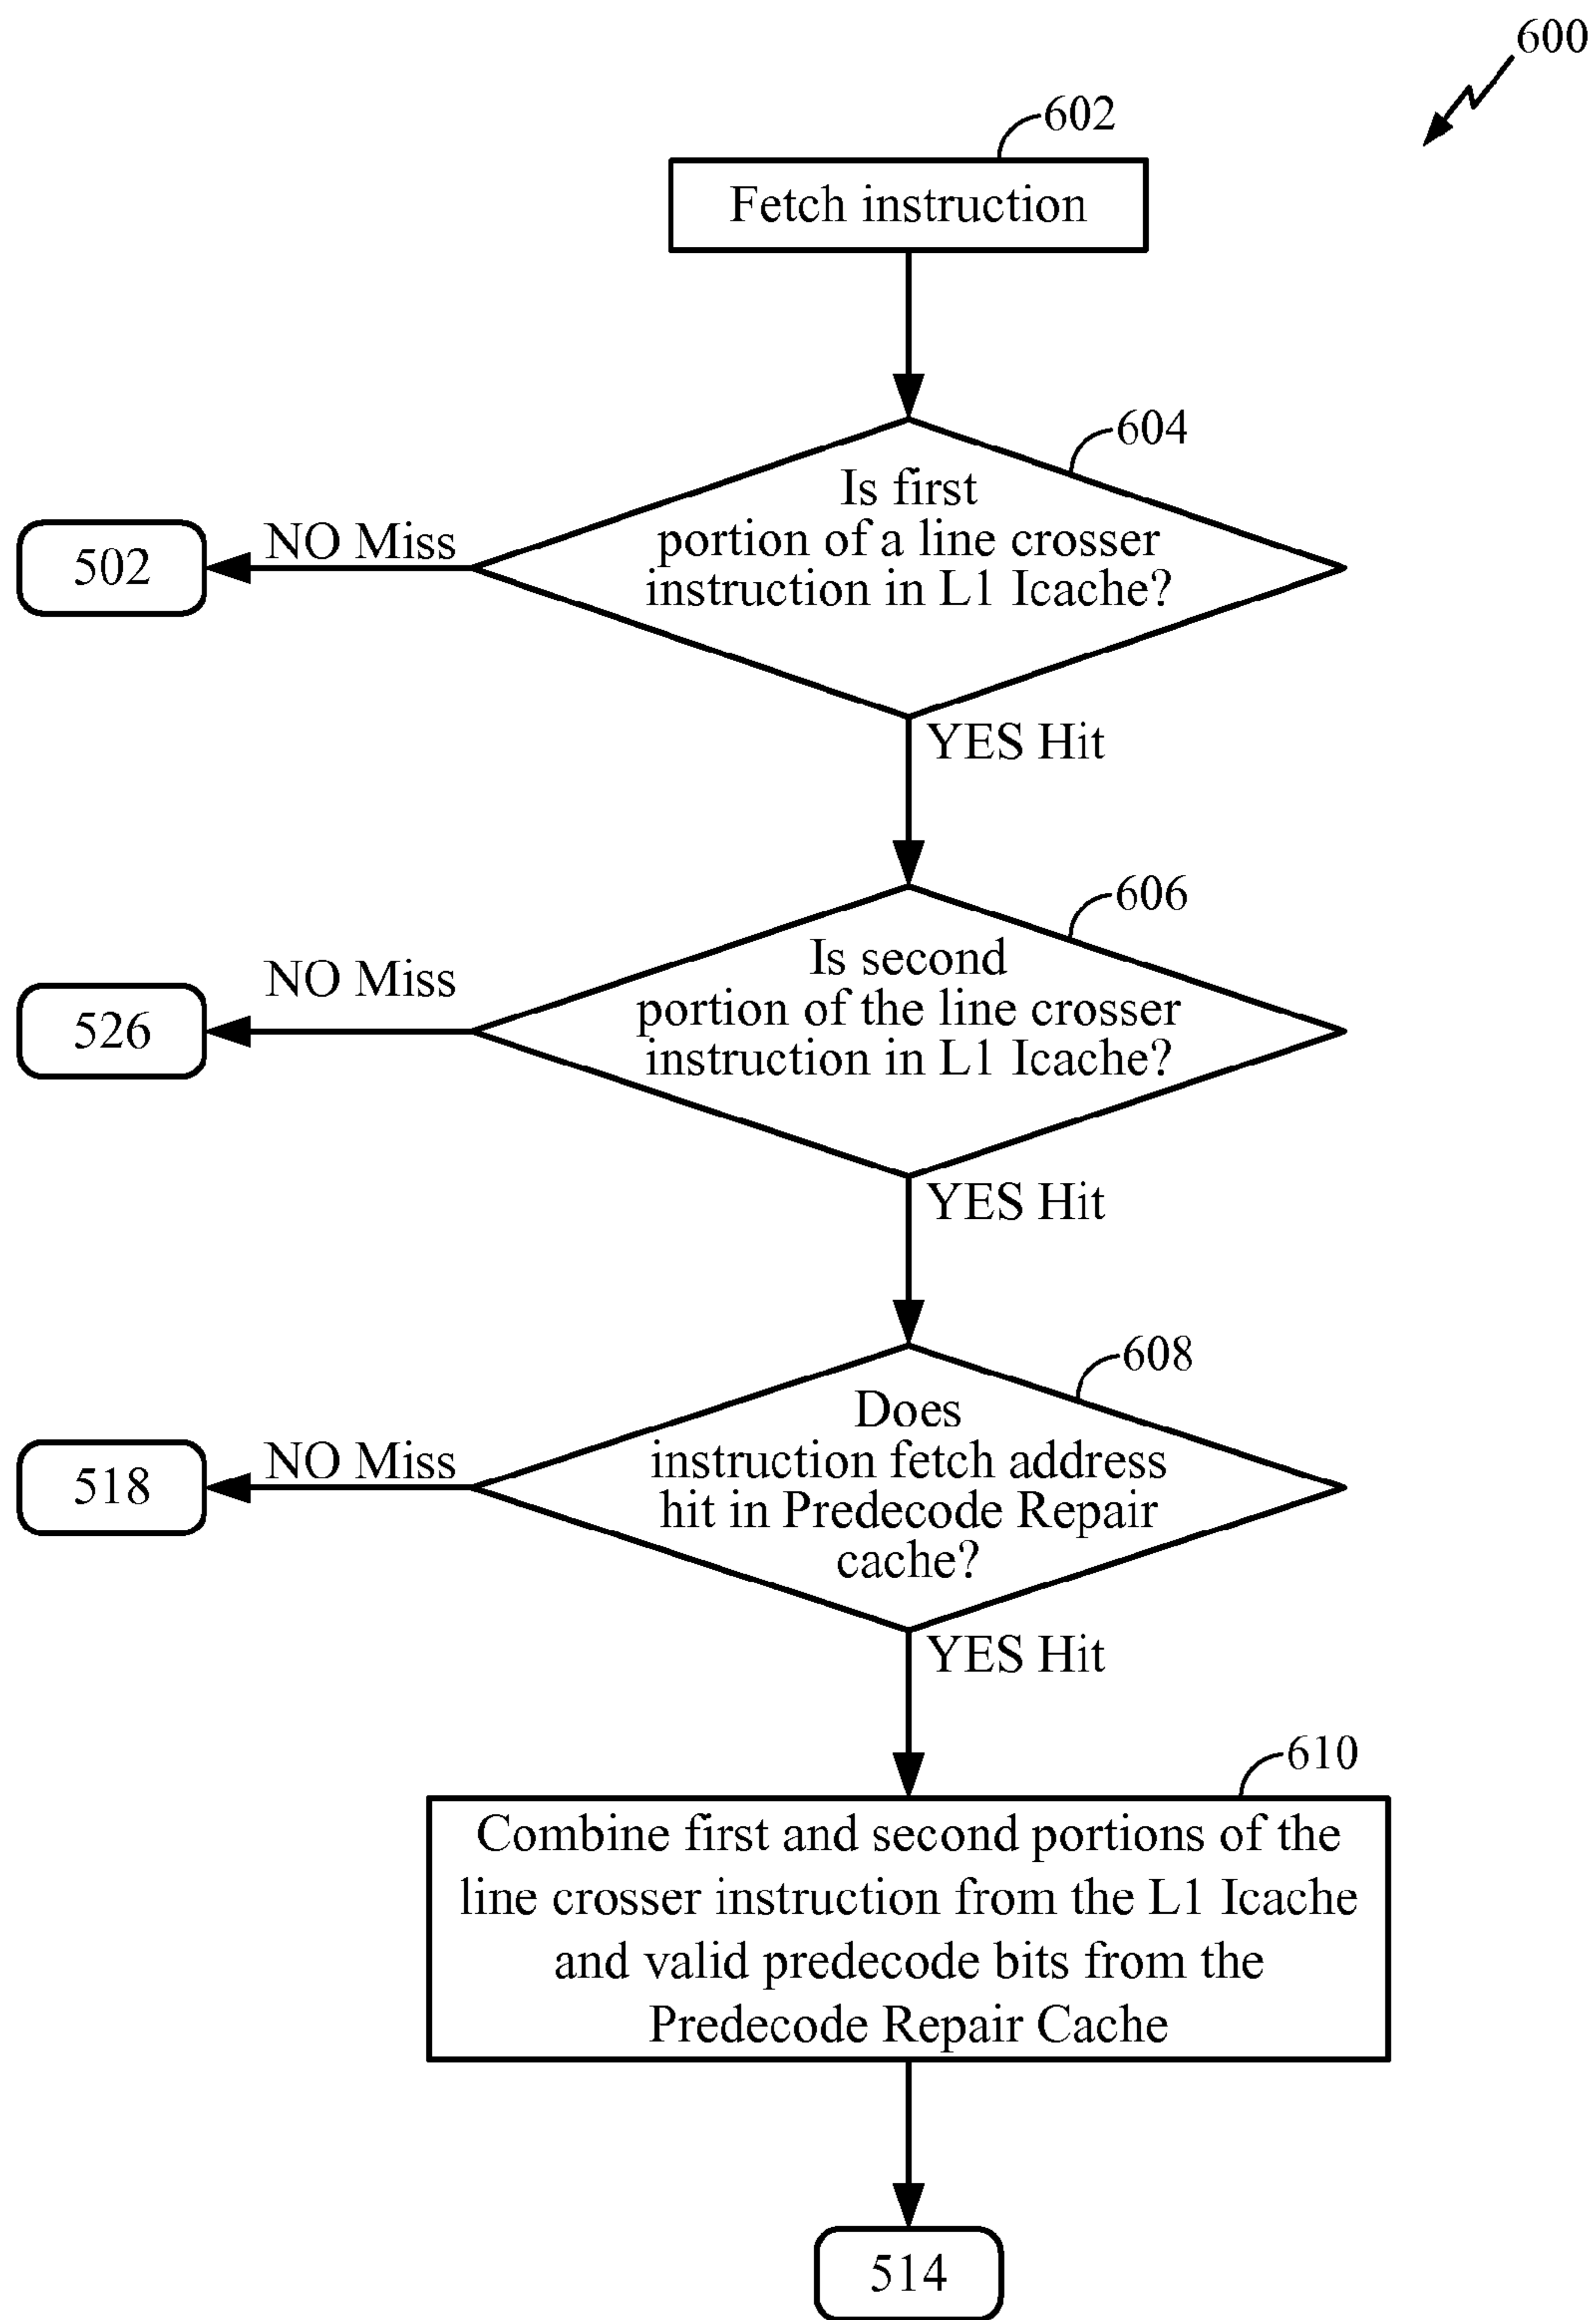 600
602
Fetch instruction
604
Is first
portion of a line crosser
instruction in L1 Icache?
NO Miss
502
YES Hit
606
Is second
portion of the line crosser
instruction in L1 Icache?
NO Miss
526
YES Hit
608
Does
instruction fetch address
hit in Predecode Repair
cache?
NO Miss
518
YES Hit
610
Combine first and second portions of the
line crosser instruction from the L1 Icache
and valid predecode bits from the
Predecode Repair Cache
514